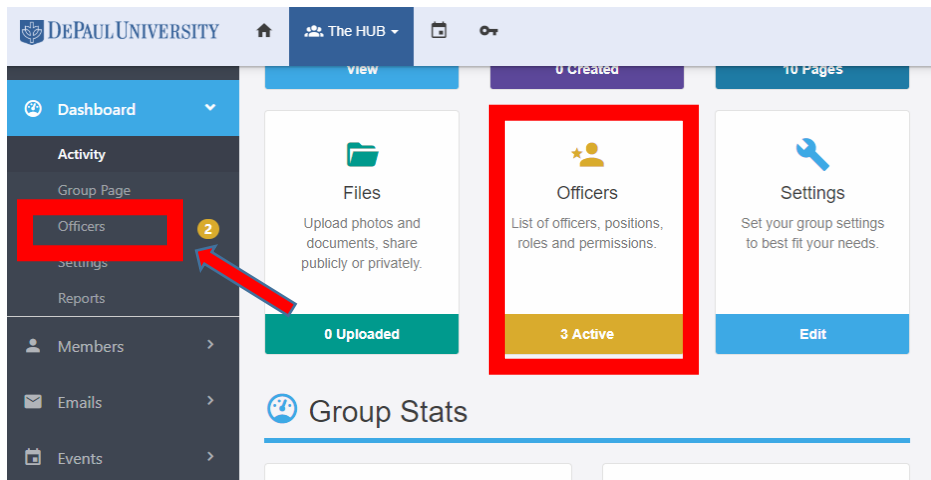 DEPAUL UNIVERSITY
The HUB
Dashboard
Activity
Group Page
Officers
2
Settings
Reports
Members
Emails
Events
View
0 Created
10 Pages
Files
Upload photos and
documents, share
publicly or privately.
0 Uploaded
Officers
List of officers, positions,
roles and permissions.
3 Active
Settings
Set your group settings
to best fit your needs.
Edit
Group Stats